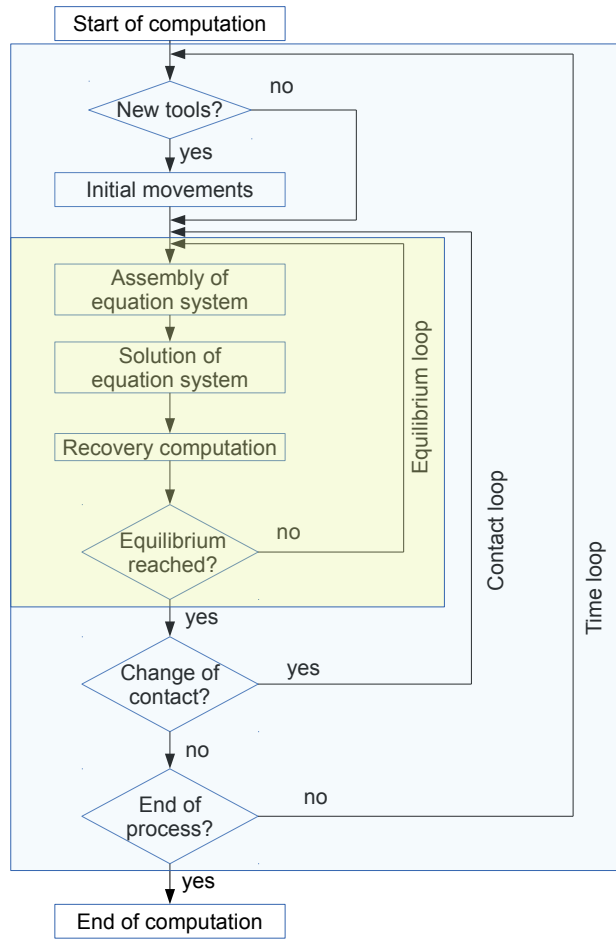 Start of computation
no
New tools?
yes
Initial movements
Assembly of
equation system
Solution of
equation system
Equilibrium loop
Recovery computation
Contact loop
Equilibrium
reached?
no
Time loop
yes
Change of
contact?
yes
no
End of
process?
no
yes
End of computation